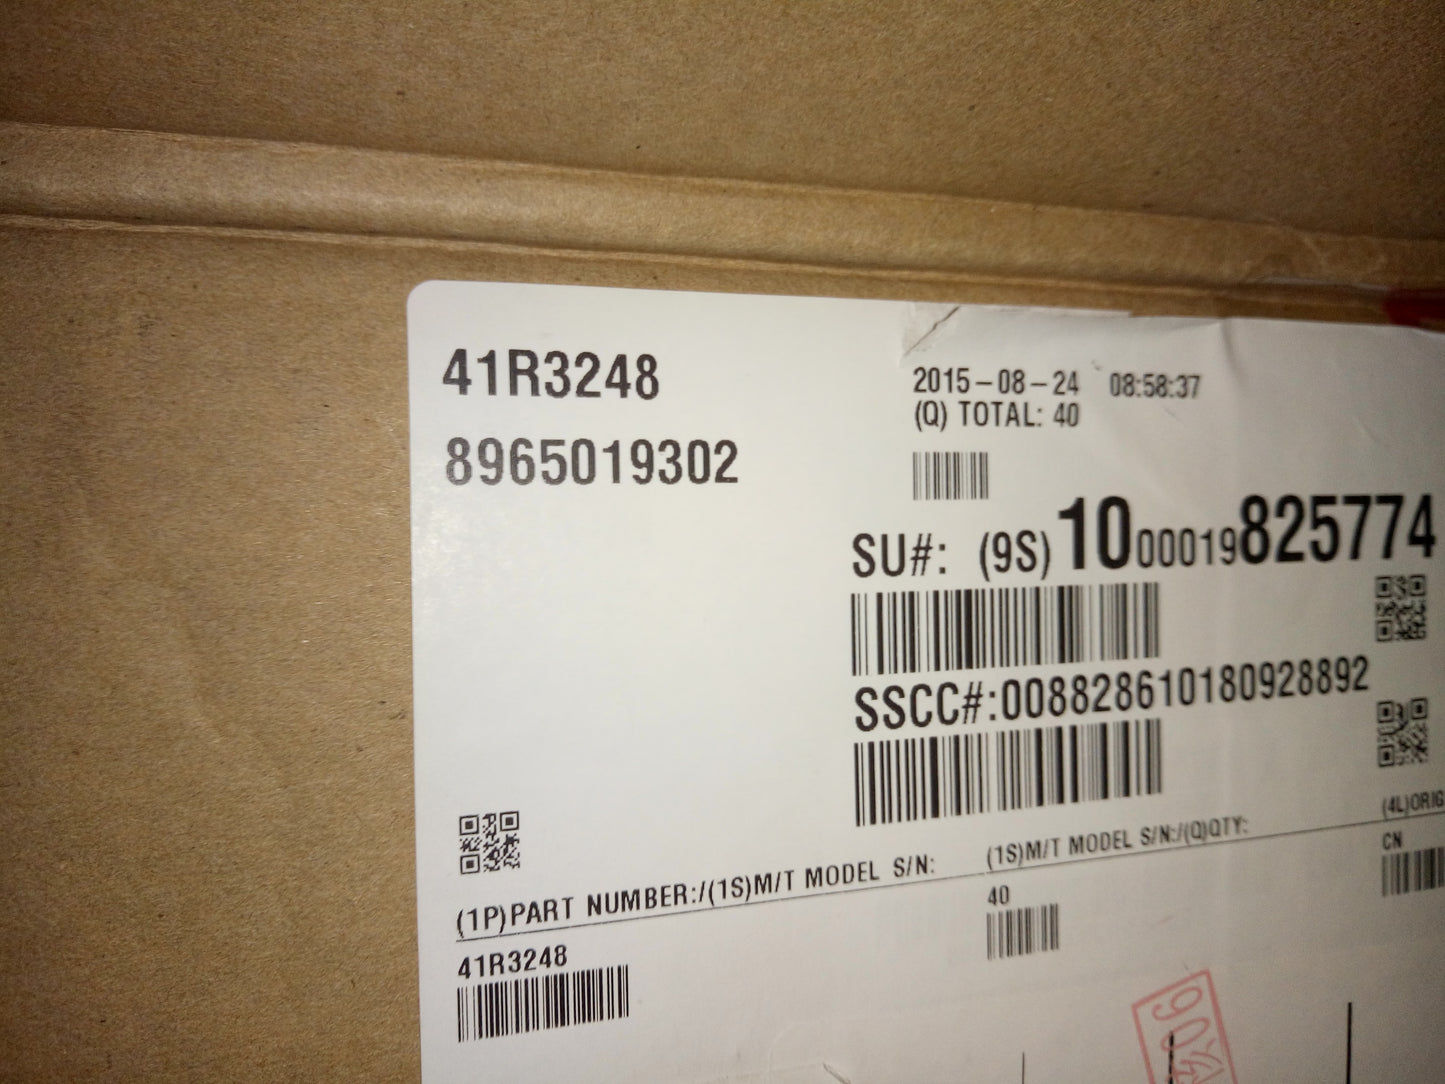 41R3248
8965019302
2015-08-24 08:58:37
(Q) TOTAL: 40
SU#: (9S)1000019825774
SSCC#:00882861018092889​2
(1P)PART NUMBER:/(1S)M/T MODEL S/N:
(1S)M/T MODEL S/N:/(Q)QTY:
(4L)ORIG
41R3248
40
CN